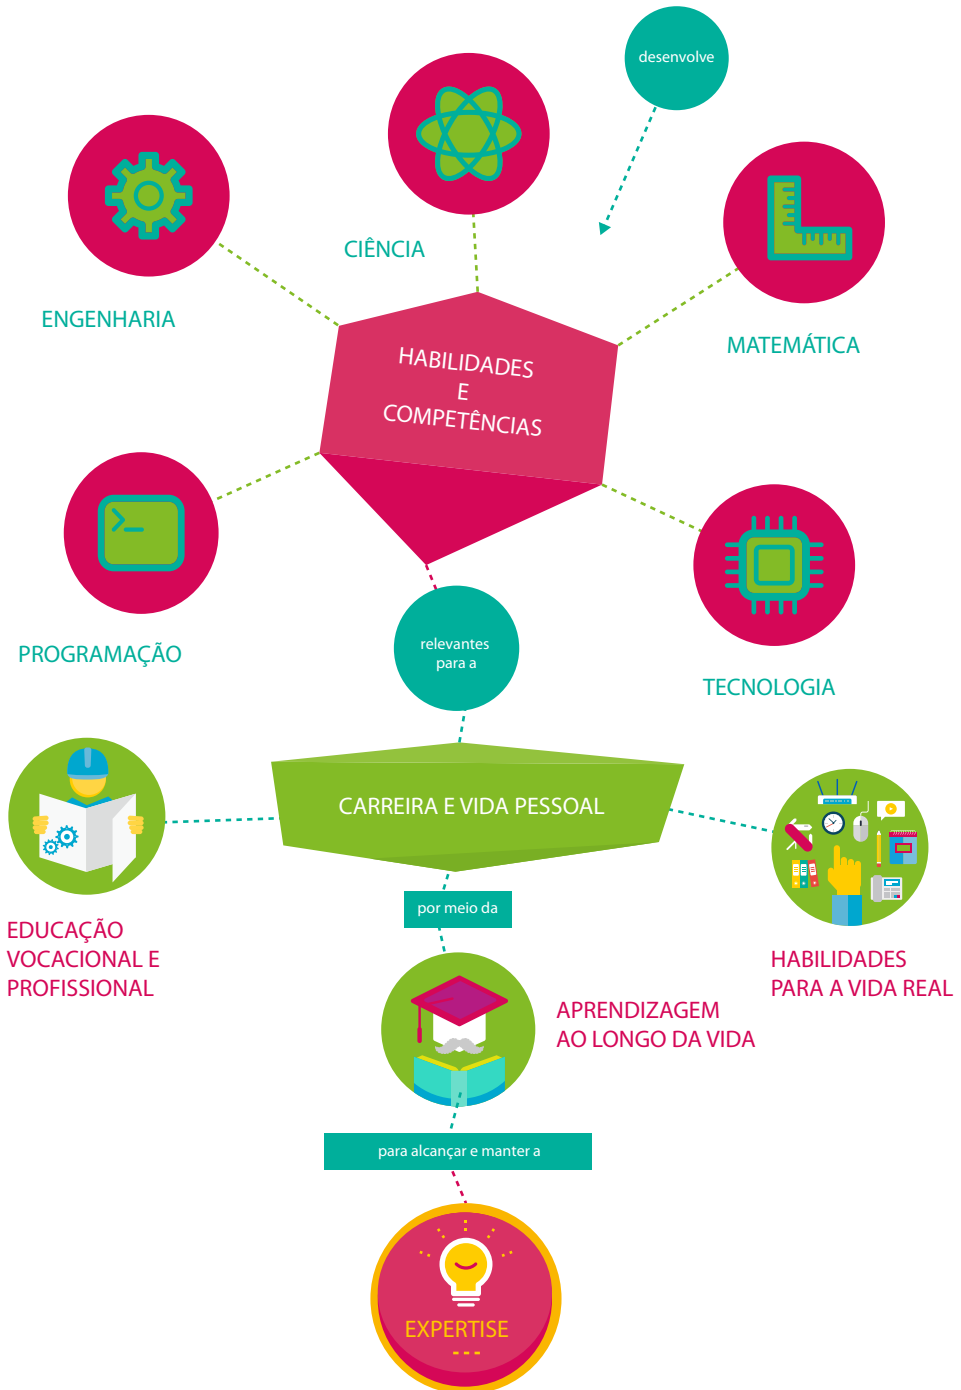 desenvolve
CIÊNCIA
ENGENHARIA
MATEMÁTICA
HABILIDADES
E
COMPETÊNCIAS
PROGRAMAÇÃO
relevantes
para a
TECNOLOGIA
CARREIRA E VIDA PESSOAL
por meio da
EDUCAÇÃO
VOCACIONAL E
PROFISSIONAL
HABILIDADES
PARA A VIDA REAL
APRENDIZAGEM
AO LONGO DA VIDA
para alcançar e manter a
EXPERTISE